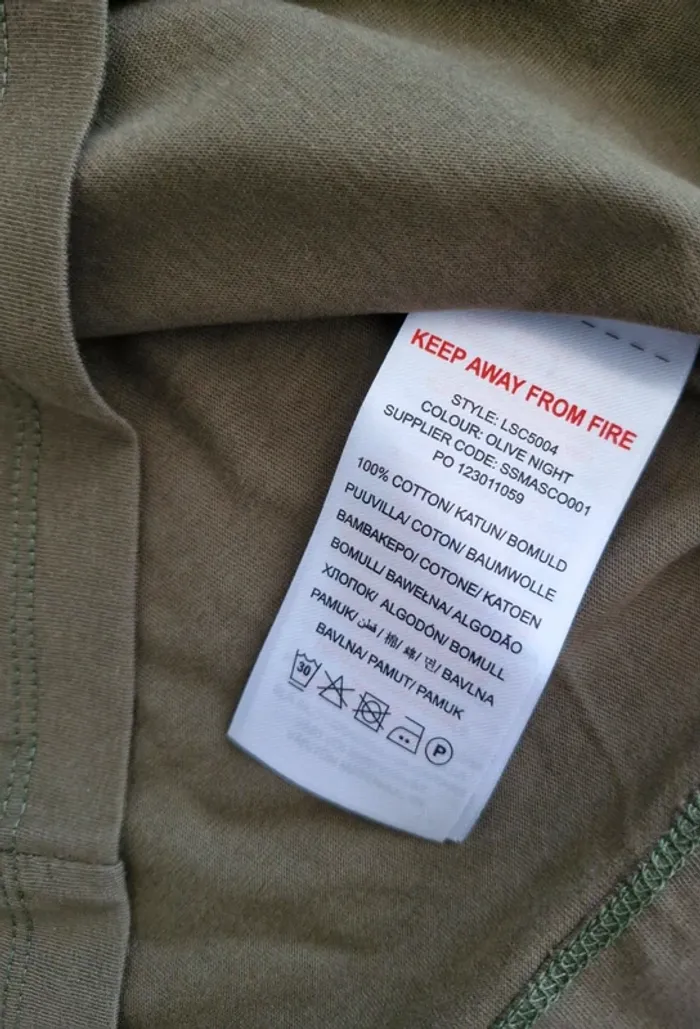 KEEP AWAY FROM FIRE
STYLE: LSC5004
COLOUR: OLIVE NIGHT
SUPPLIER CODE: SSMASCO001
PO 123011059
100% COTTON/ KATUN/ BOMULD
PUUVILLA/ COTON/ BAUMWOLLE
BAMBAKEPO/ COTONE/ KATOEN
BOMULL/ BAWEŁNA/ ALGODÃO
ХЛОПОК/ ALGODÓN/ BOMULL
PAMUK/ قطن / 棉/ 綿/ 면/ BAVLNA
BAVLNA/ PAMUT/ PAMUK
30
P